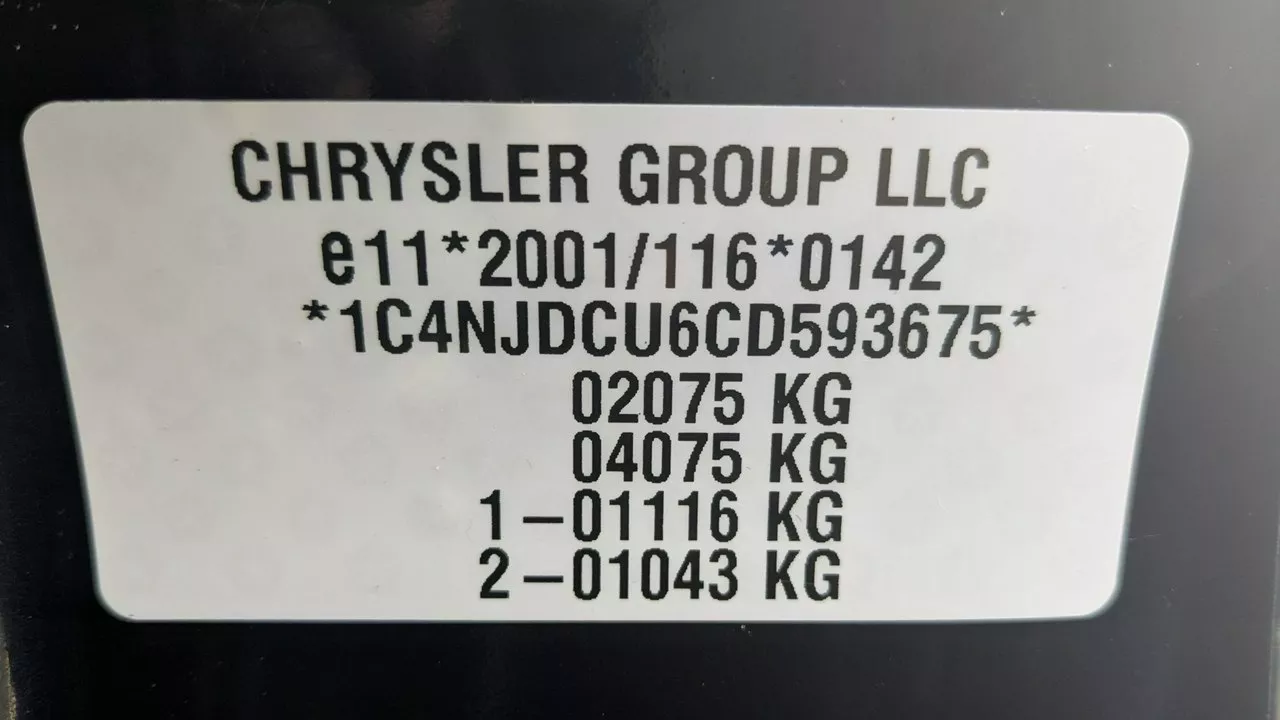 CHRYSLER GROUP LLC
e11*2001/116*0142
*1C4NJDCU6CD593675*
02075 KG
04075 KG
1-01116 KG
2-01043 KG